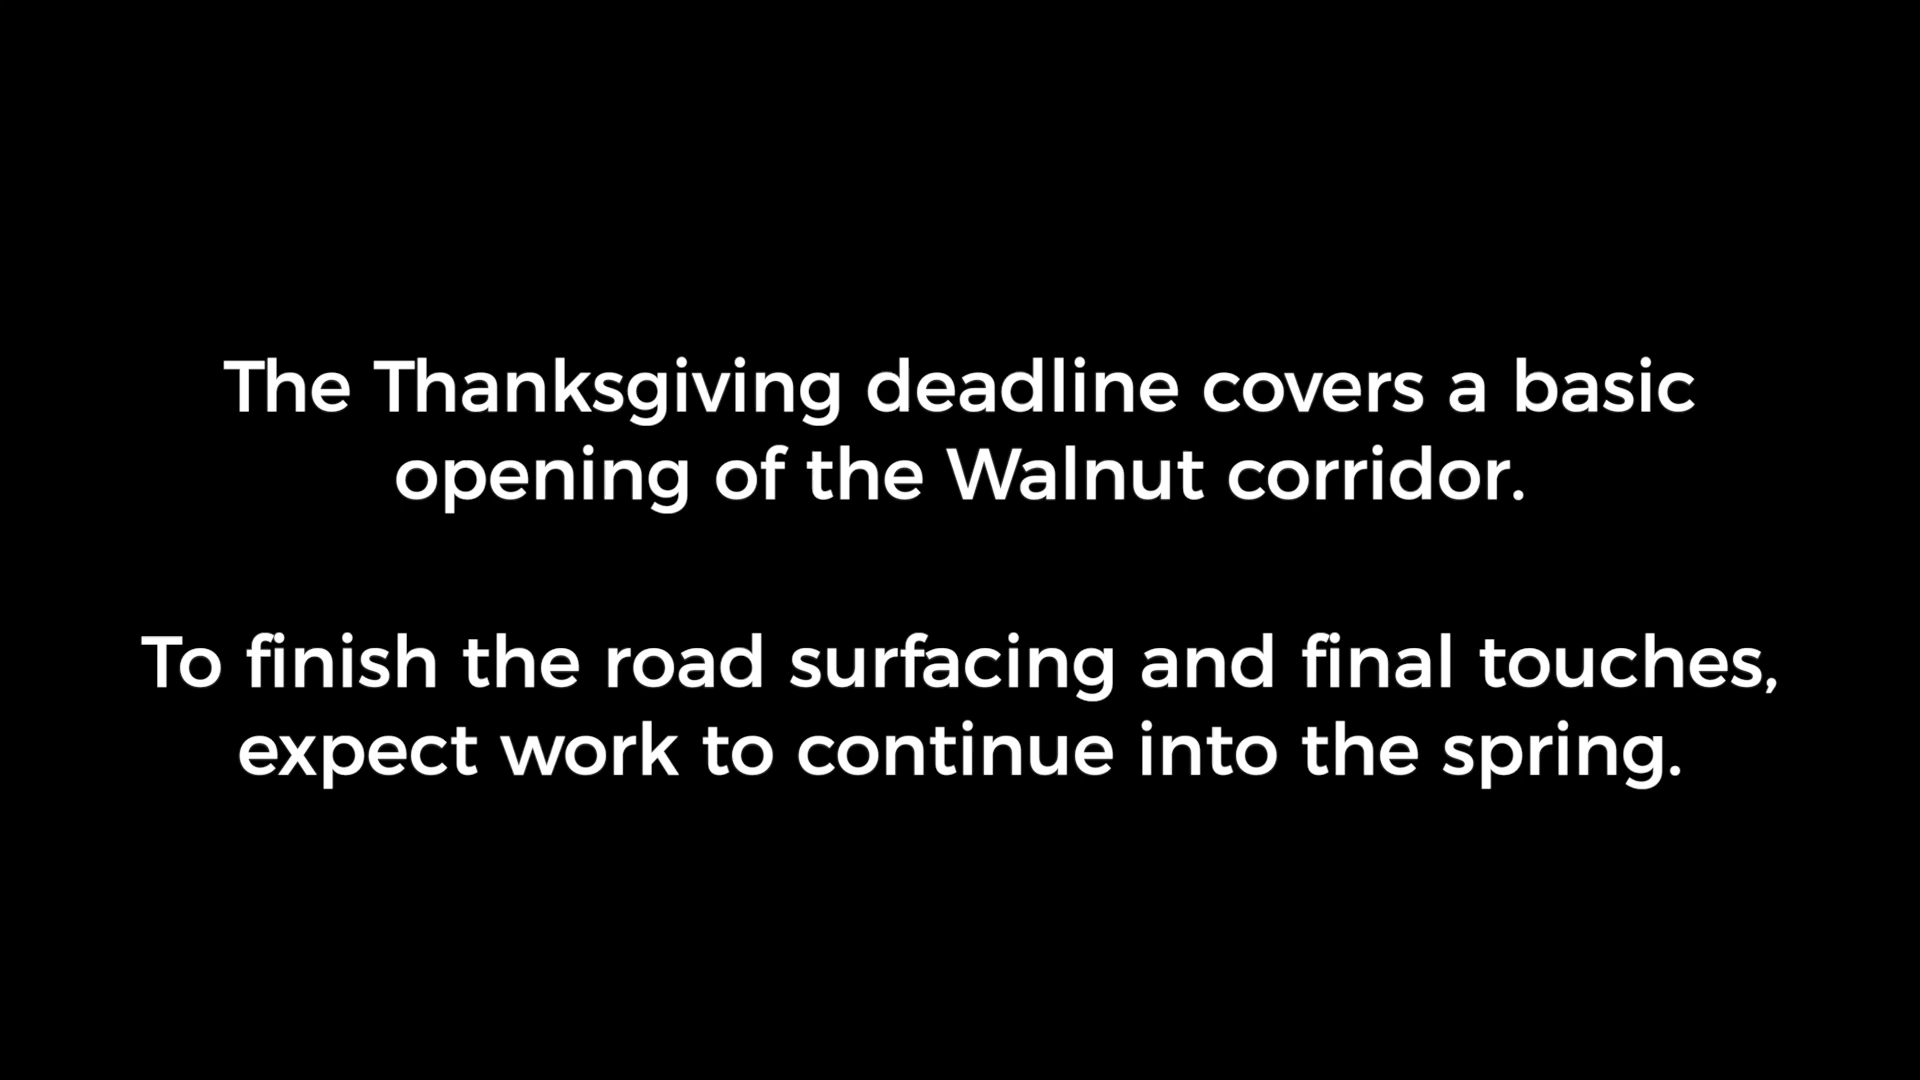 The Thanksgiving deadline covers a basic
opening of the Walnut corridor.
To finish the road surfacing and final touches,
expect work to continue into the spring.